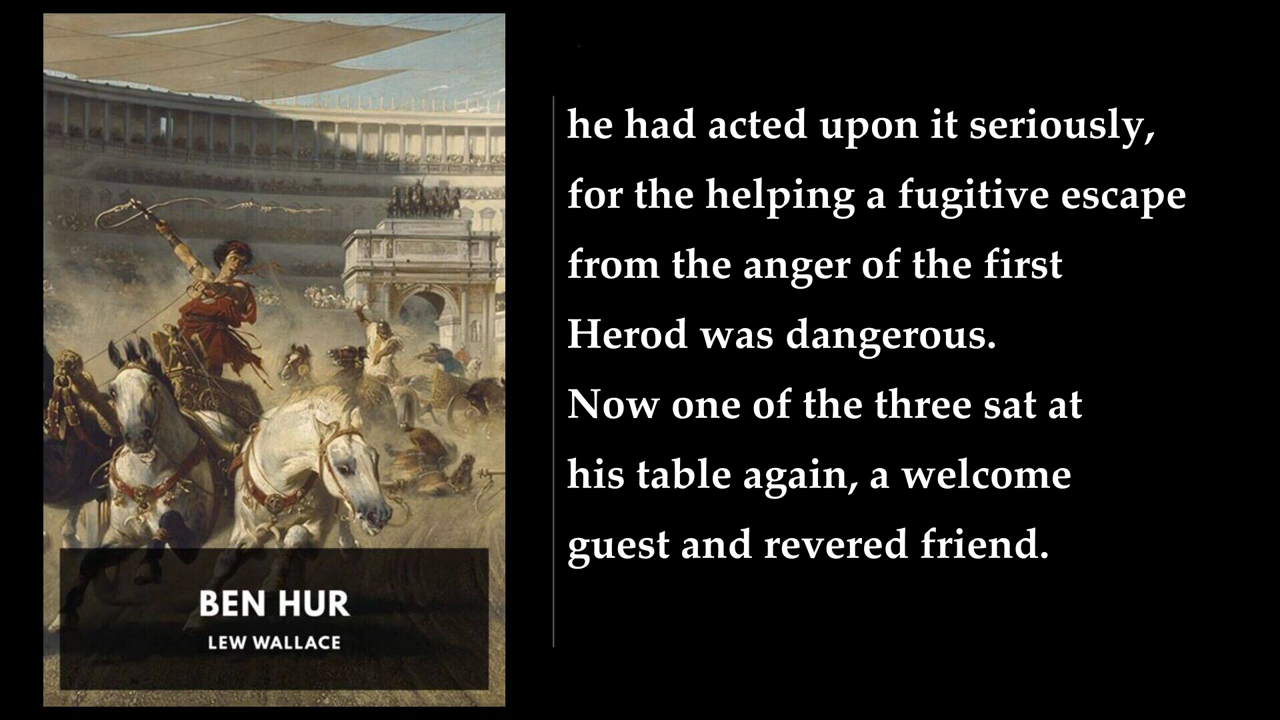 BEN HUR
LEW WALLACE
he had acted upon it seriously,
for the helping a fugitive escape
from the anger of the first
Herod was dangerous.
Now one of the three sat at
his table again, a welcome
guest and revered friend.